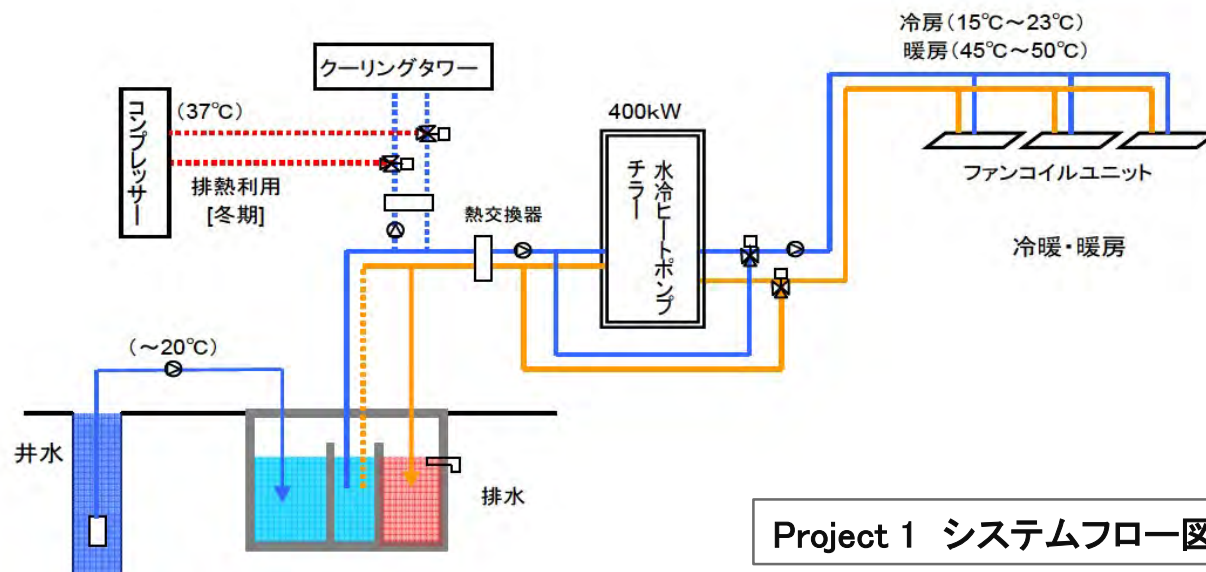 冷房(15℃～23℃)
暖房(45℃～50℃)
クーリングタワー
コンプレッサー
(37℃)
400kW
水冷ヒートポンプ
チラー
排熱利用
[冬期]
熱交換器
ファンコイルユニット
冷暖・暖房
(～20℃)
井水
排水
Project 1 システムフロー図